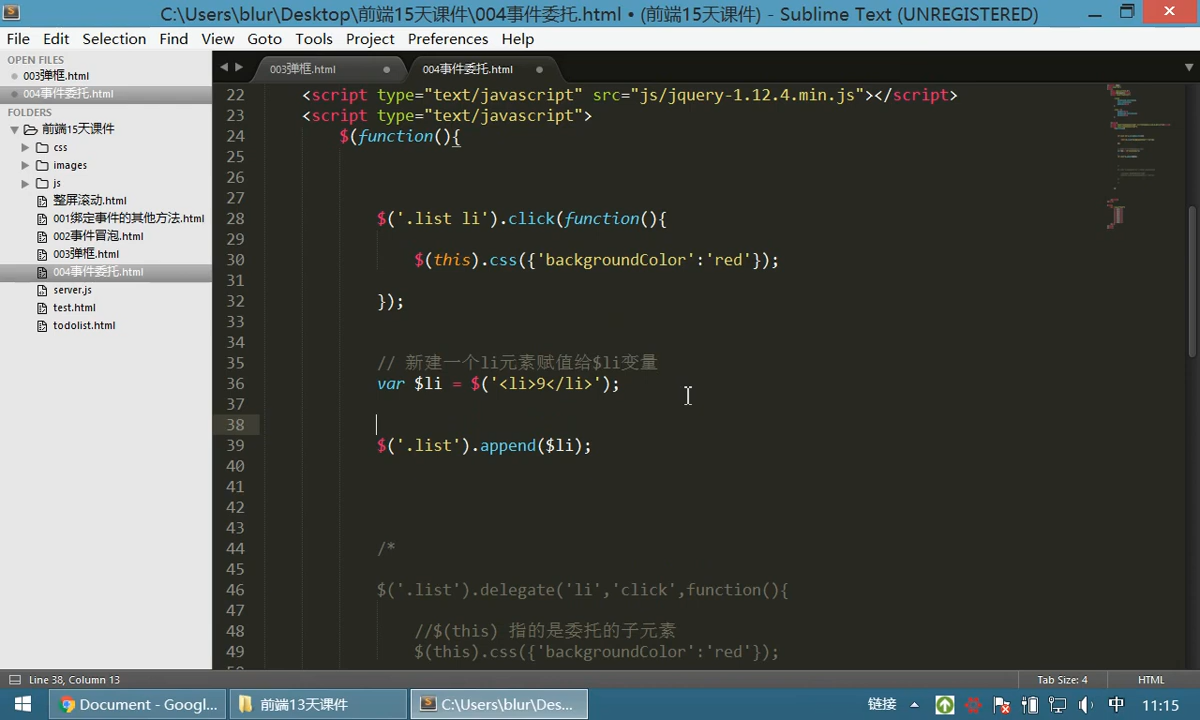 C:\Users\blur\Desktop\前端15天课件\004事件委托.html • (前端15天课件) - Sublime Text (UNREGISTERED)
File Edit Selection Find View Goto Tools Project Preferences Help
OPEN FILES
003弹框.html
004事件委托.html
FOLDERS
前端15天课件
css
images
js
整屏滚动.html
001绑定事件的其他方法.html
002事件冒泡.html
003弹框.html
004事件委托.html
server.js
test.html
todolist.html
003弹框.html 004事件委托.html
22 <script type="text/javascript" src="js/jquery-1.12.4.min.js"></script>
23 <script type="text/javascript">
24 $(function(){
25
26
27
28 $('.list li').click(function(){
29
30 $(this).css({'backgroundColor':'red'});
31
32 });
33
34
35 // 新建一个li元素赋值给$li变量
36 var $li = $('<li>9</li>');
37
38
39 $('.list').append($li);
40
41
42
43
44 /*
45
46 $('.list').delegate('li','click',function(){
47
48 //$(this) 指的是委托的子元素
49 $(this).css({'backgroundColor':'red'});
Line 38, Column 13 Tab Size: 4 HTML
Document - Googl... 前端13天课件 C:\Users\blur\Des... 链接 中 11:15